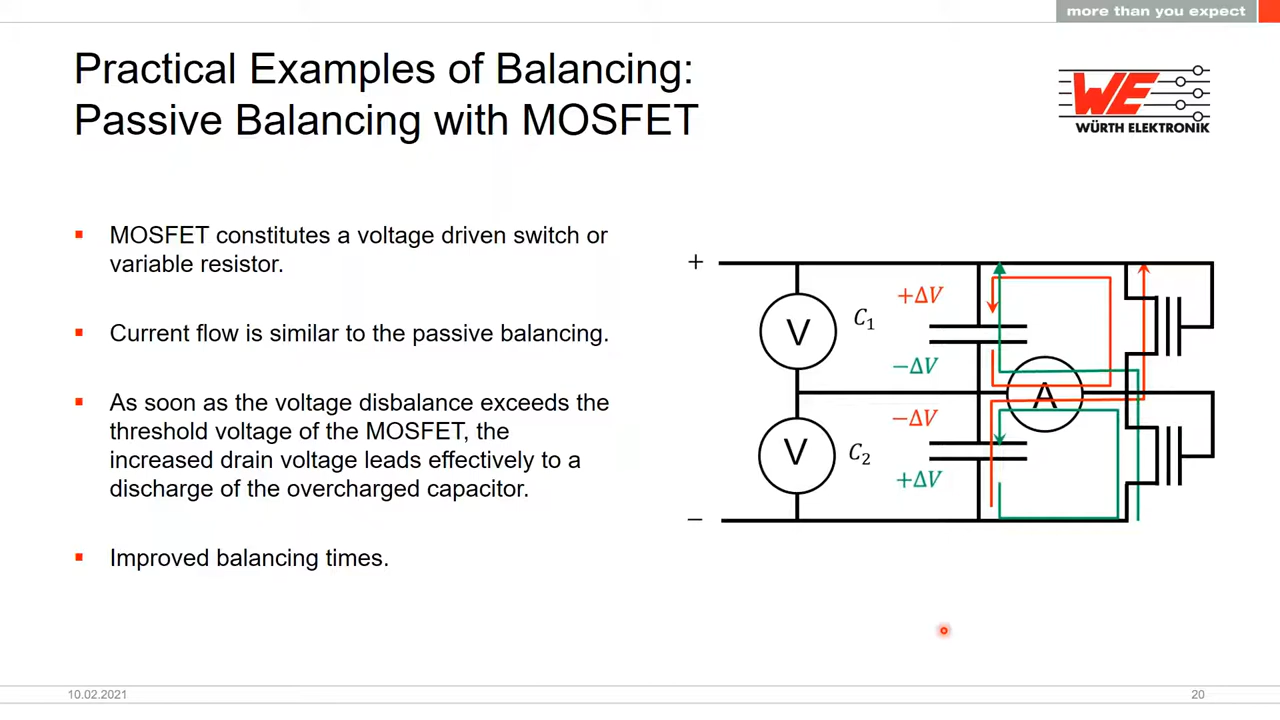 more than you expect
Practical Examples of Balancing:
Passive Balancing with MOSFET
WE
WÜRTH ELEKTRONIK
▪ MOSFET constitutes a voltage driven switch or
variable resistor.
▪ Current flow is similar to the passive balancing.
▪ As soon as the voltage disbalance exceeds the
threshold voltage of the MOSFET, the
increased drain voltage leads effectively to a
discharge of the overcharged capacitor.
▪ Improved balancing times.
+
V
C₁
+ΔV
−ΔV
A
−ΔV
V
C₂
+ΔV
−
10.02.2021
20